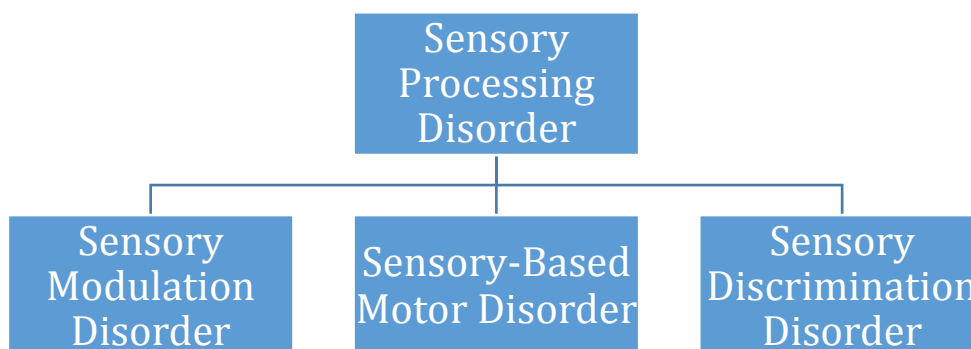 Sensory
Processing
Disorder
Sensory
Modulation
Disorder
Sensory-Based
Motor Disorder
Sensory
Discrimination
Disorder